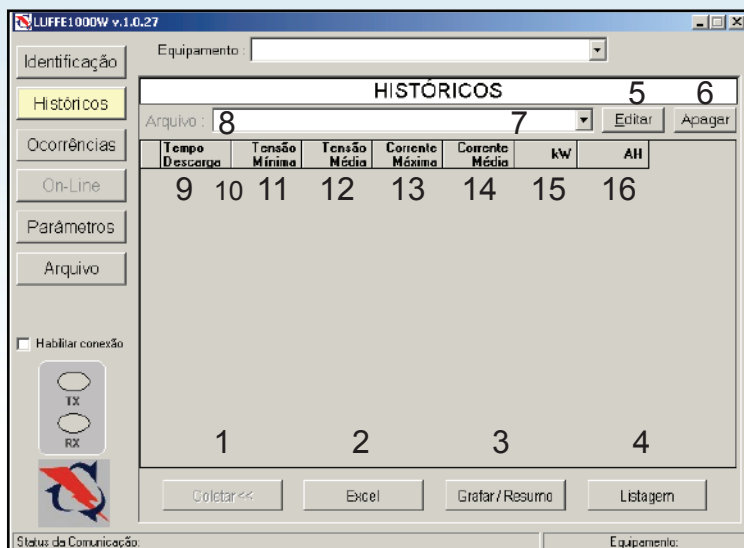 LUFFE1000W v.1.0.27
Equipamento :
Identificação
Históricos
Ocorrências
On-Line
Parâmetros
Arquivo
Habilitar conexão
TX
RX
HISTÓRICOS 5 6
Arquivo : 8 7 Editar Apagar
Tempo Descarga Tensão Mínima Tensão Média Corrente Máxima Corrente Média kW AH
9 10 11 12 13 14 15 16
1 2 3 4
Coletar<< Excel Grafar/Resumo Listagem
Status da Comunicação: Equipamento: